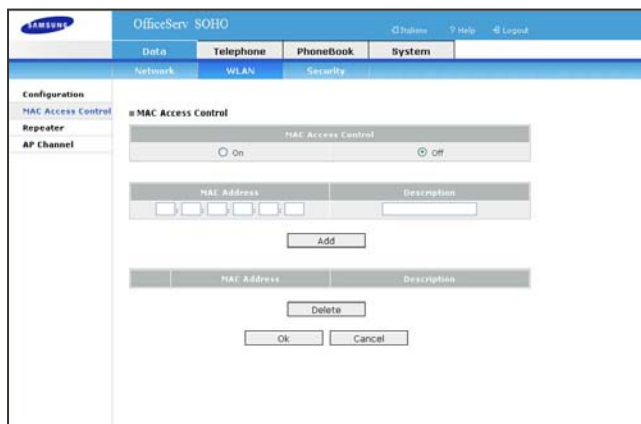 SAMSUNG
OfficeServ SOHO
Italiano ? Help Logout
Data Telephone PhoneBook System
Network WLAN Security
Configuration
MAC Access Control
Repeater
AP Channel
MAC Access Control
MAC Access Control
On Off
MAC Address Description
: : : : :
Add
MAC Address Description
Delete
Ok Cancel